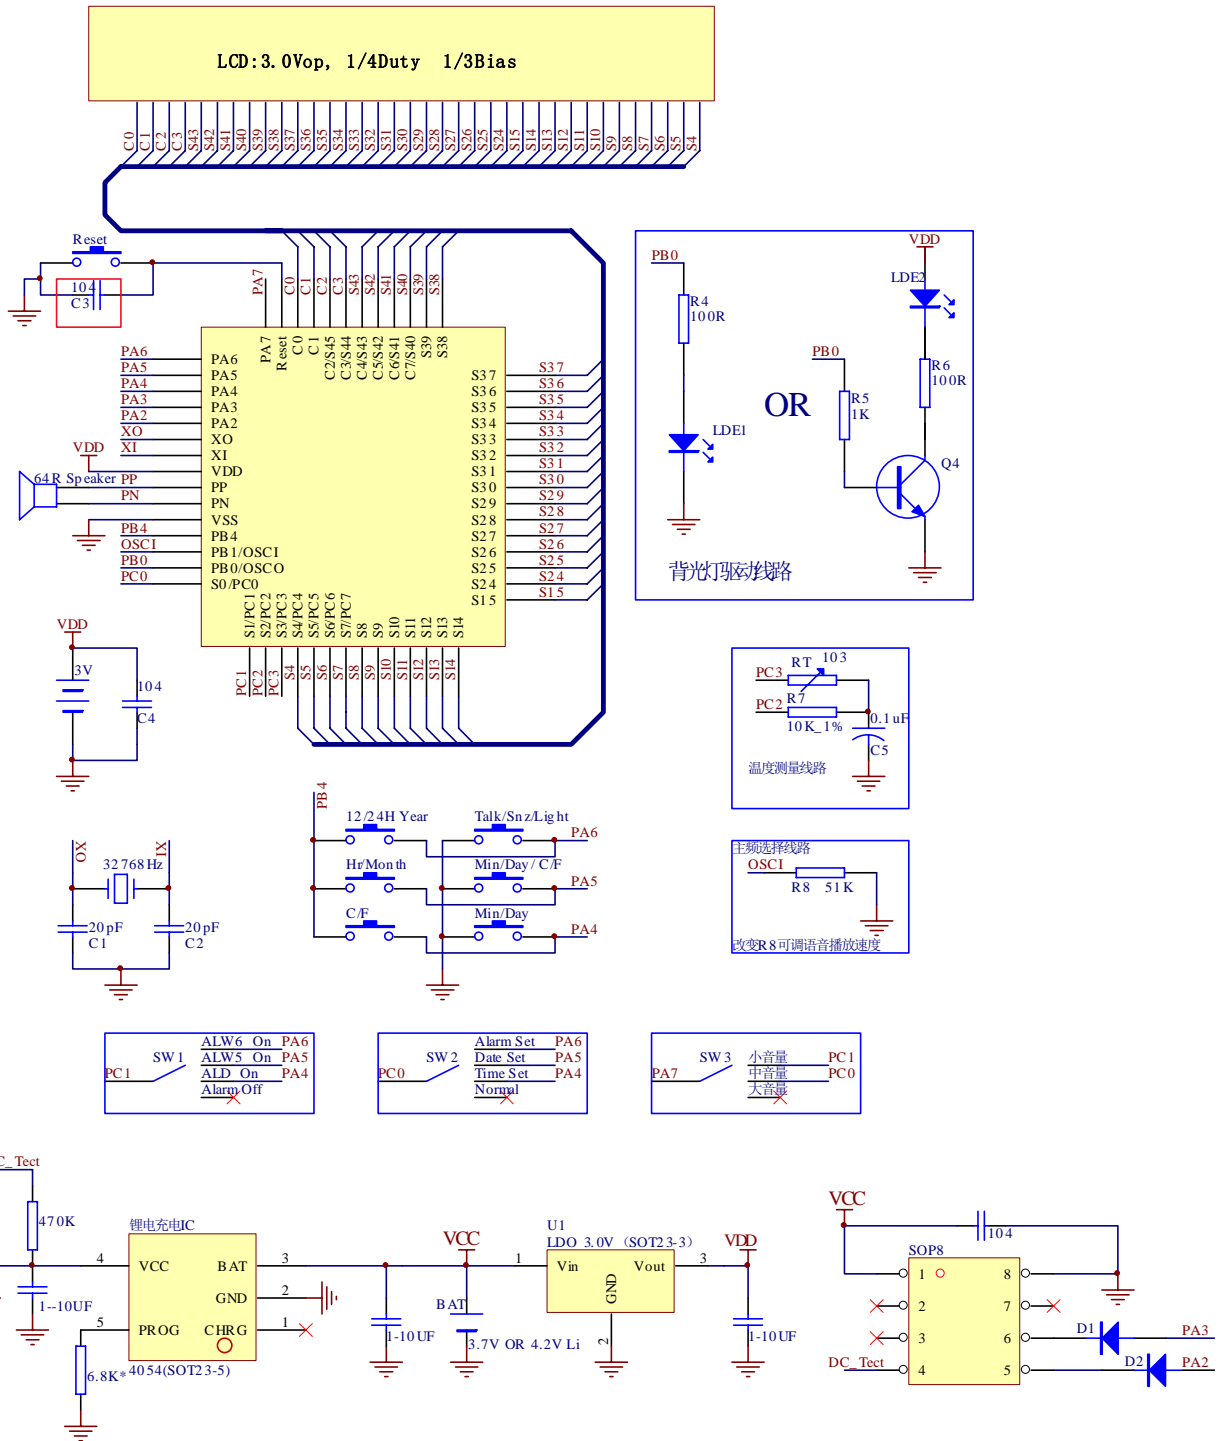 LCD:3.0Vop, 1/4Duty 1/3Bias
C0 C1 C2 C3 S43 S42 S41 S40 S39 S38 S37 S36 S35 S34 S33 S32 S31 S30 S29 S28 S27 S26 S25 S24 S15 S14 S13 S12 S11 S10 S9 S8 S7 S6 S5 S4
Reset
104
C3
PA7 C0 C1 C2 C3 S43 S42 S41 S40 S39 S38
PA7 Reset C0 C1 C2/S45 C3/S44 C4/S43 C5/S42 C6/S41 C7/S40 S39 S38
PA6 PA6
PA5 PA5
PA4 PA4
PA3 PA3
PA2 PA2
XO XO
XI XI
VDD VDD
64R Speaker PP PP
PN PN
VSS
PB4 PB4
OSCI PB1/OSCI
PB0 PB0/OSCO
PC0 S0/PC0
S37 S37
S36 S36
S35 S35
S34 S34
S33 S33
S32 S32
S31 S31
S30 S30
S29 S29
S28 S28
S27 S27
S26 S26
S25 S25
S24 S24
S15 S15
S1/PC1 S2/PC2 S3/PC3 S4/PC4 S5/PC5 S6/PC6 S7/PC7 S8 S9 S10 S11 S12 S13 S14
PC1 PC2 PC3 S4 S5 S6 S7 S8 S9 S10 S11 S12 S13 S14
PB0
R4
100R
LDE1
OR
VDD
LDE2
PB0
R6
100R
R5
1K
Q4
背光灯驱动线路
VDD
3V
104
C4
PC3
RT 103
PC2
R7
10K_1%
0.1uF
C5
温度测量线路
XO XI
32768Hz
20pF
C1
20pF
C2
PB4
12/24H Year
Talk/Snz/Light
PA6
Hr/Month
Min/Day/ C/F
PA5
C/F
Min/Day
PA4
主频选择线路
OSCI
R8 51K
改变R8可调语音播放速度
PC1
SW1
ALW6 On PA6
ALW5 On PA5
ALD On PA4
Alarm Off
PC0
SW2
Alarm Set PA6
Date Set PA5
Time Set PA4
Normal
PA7
SW3
小音量 PC1
中音量 PC0
大音量
C_Tect
470K
1--10UF
锂电充电IC
4 VCC
BAT 3
GND 2
5 PROG
CHRG 1
4054(SOT23-5)
6.8K*
1-10UF
VCC
BAT
3.7V OR 4.2V Li
U1
LDO 3.0V（SOT23-3）
1 Vin
Vout 3
GND
2
VDD
1-10UF
VCC
104
SOP8
1 8
2 7
3 6
4 5
DC_Tect
D1 PA3
D2 PA2